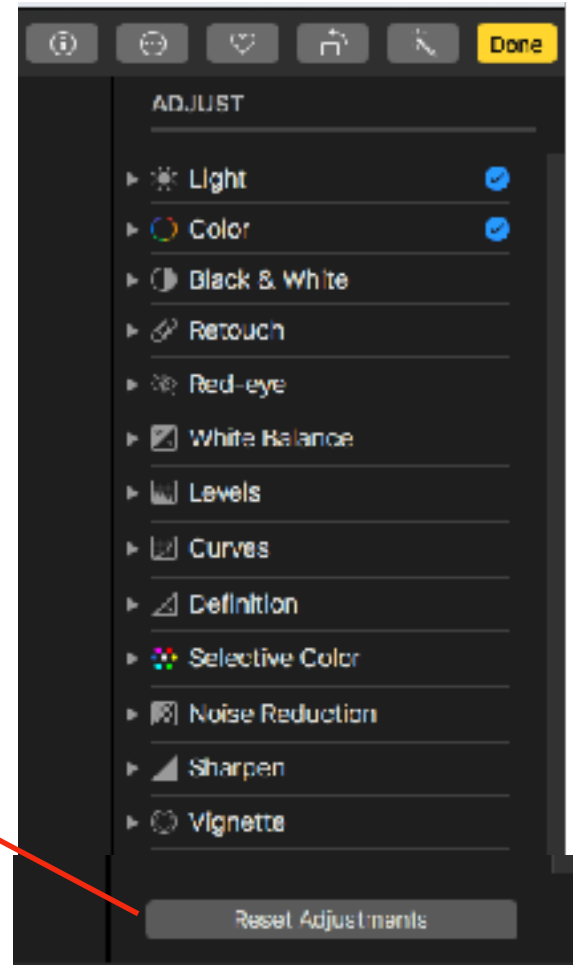 Done
ADJUST
Light
Color
Black & White
Retouch
Red-eye
White Balance
Levels
Curves
Definition
Selective Color
Noise Reduction
Sharpen
Vignette
Reset Adjustments